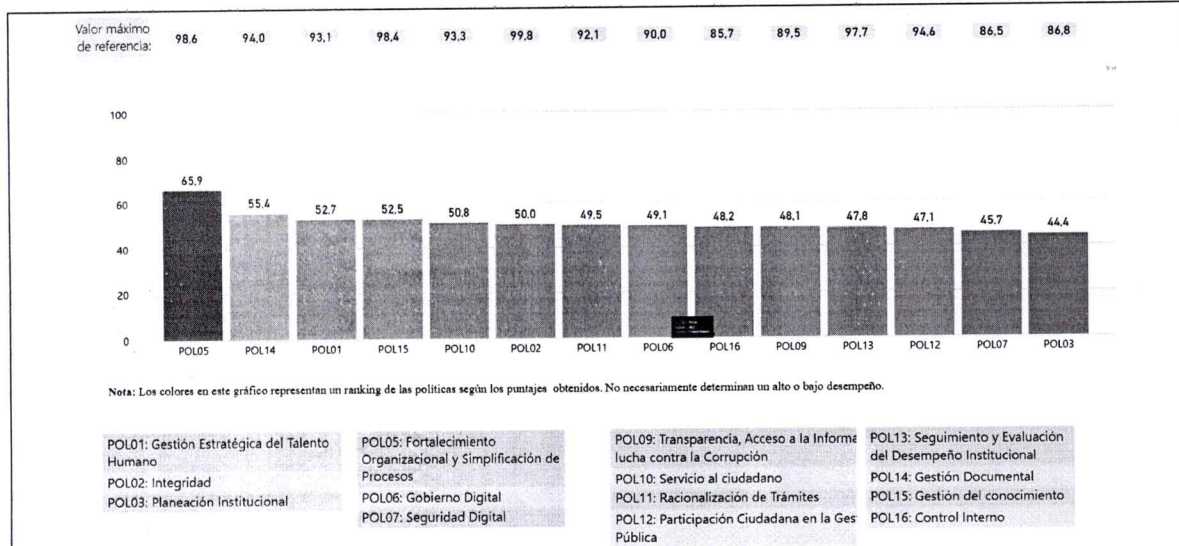 Valor máximo
de referencia:
98,6 94,0 93,1 98,4 93,3 99,8 92,1 90,0 85,7 89,5 97,7 94,6 86,5 86,8
100
80
60
40
20
0
65,9 55,4 52,7 52,5 50,8 50,0 49,5 49,1 48,2 48,1 47,8 47,1 45,7 44,4
POL05 POL14 POL01 POL15 POL10 POL02 POL11 POL06 POL16 POL09 POL13 POL12 POL07 POL03
Nota: Los colores en este gráfico representan un ranking de las políticas según los puntajes obtenidos. No necesariamente determinan un alto o bajo desempeño.
POL01: Gestión Estratégica del Talento
Humano
POL02: Integridad
POL03: Planeación Institucional
POL05: Fortalecimiento
Organizacional y Simplificación de
Procesos
POL06: Gobierno Digital
POL07: Seguridad Digital
POL09: Transparencia, Acceso a la Informa
lucha contra la Corrupción
POL10: Servicio al ciudadano
POL11: Racionalización de Trámites
POL12: Participación Ciudadana en la Ges
Pública
POL13: Seguimiento y Evaluación
del Desempeño Institucional
POL14: Gestión Documental
POL15: Gestión del conocimiento
POL16: Control Interno